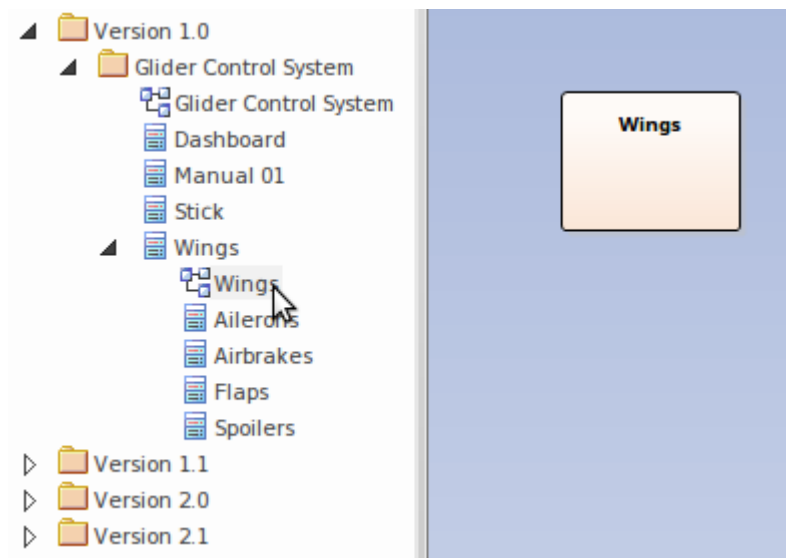 Version 1.0
Glider Control System
Glider Control System
Dashboard
Manual 01
Stick
Wings
Wings
Ailerons
Airbrakes
Flaps
Spoilers
Version 1.1
Version 2.0
Version 2.1
Wings